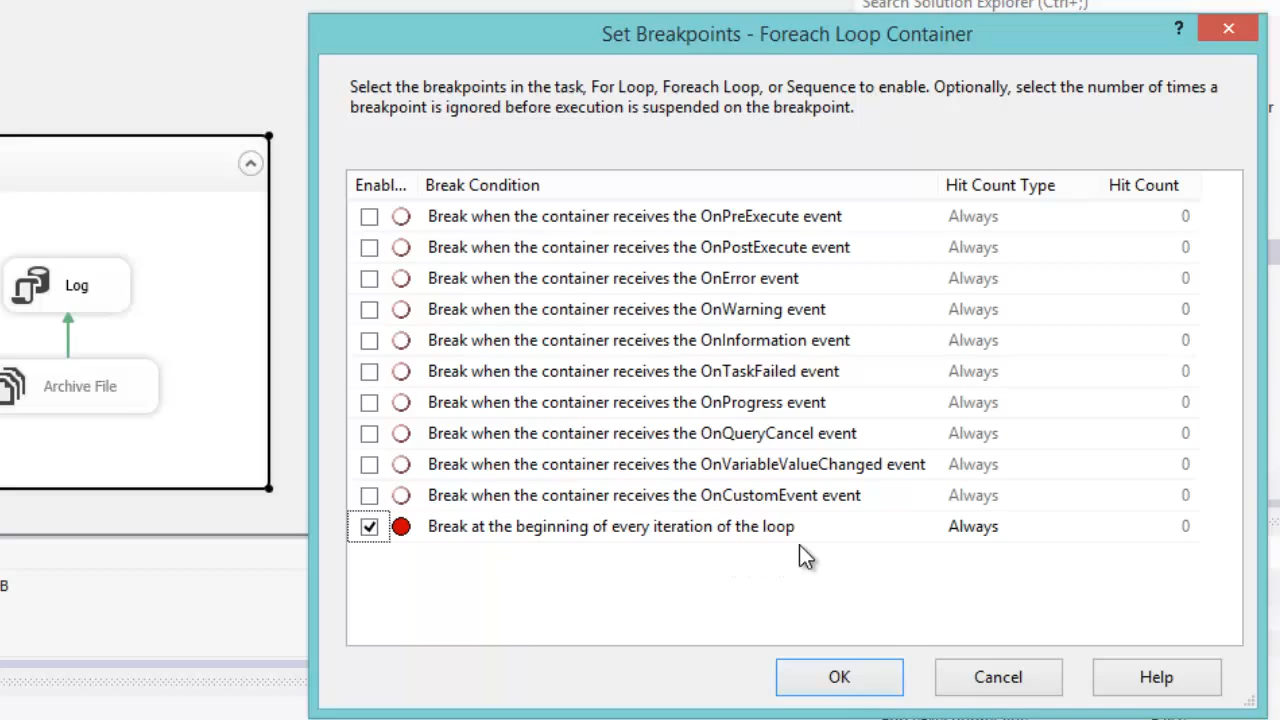 Search Solution Explorer (Ctrl+;)
Set Breakpoints - Foreach Loop Container
?
Select the breakpoints in the task, For Loop, Foreach Loop, or Sequence to enable. Optionally, select the number of times a
breakpoint is ignored before execution is suspended on the breakpoint.
Enabl... Break Condition Hit Count Type Hit Count
Break when the container receives the OnPreExecute event Always 0
Break when the container receives the OnPostExecute event Always 0
Break when the container receives the OnError event Always 0
Break when the container receives the OnWarning event Always 0
Break when the container receives the OnInformation event Always 0
Break when the container receives the OnTaskFailed event Always 0
Break when the container receives the OnProgress event Always 0
Break when the container receives the OnQueryCancel event Always 0
Break when the container receives the OnVariableValueChanged event Always 0
Break when the container receives the OnCustomEvent event Always 0
Break at the beginning of every iteration of the loop Always 0
Log
Archive File
B
OK Cancel Help